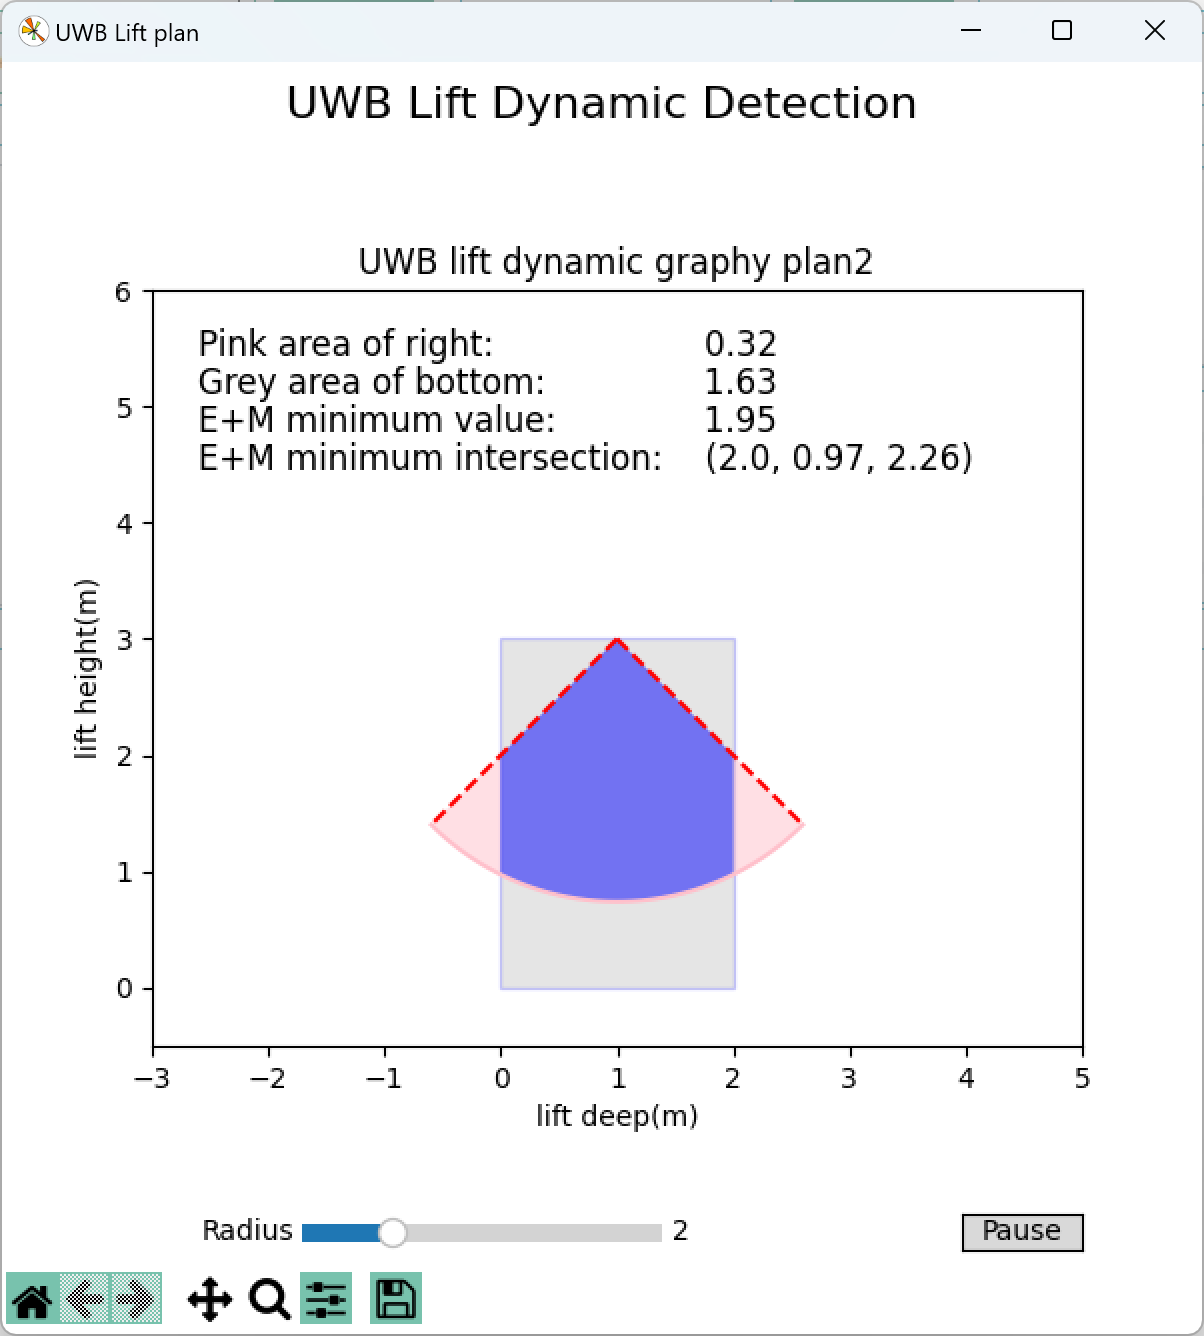 UWB Lift plan
UWB Lift Dynamic Detection
UWB lift dynamic graphy plan2
6
Pink area of right: 0.32
Grey area of bottom: 1.63
5
E+M minimum value: 1.95
E+M minimum intersection: (2.0, 0.97, 2.26)
4
lift height(m)
3
2
1
0
−3 −2 −1 0 1 2 3 4 5
lift deep(m)
Radius 2 Pause